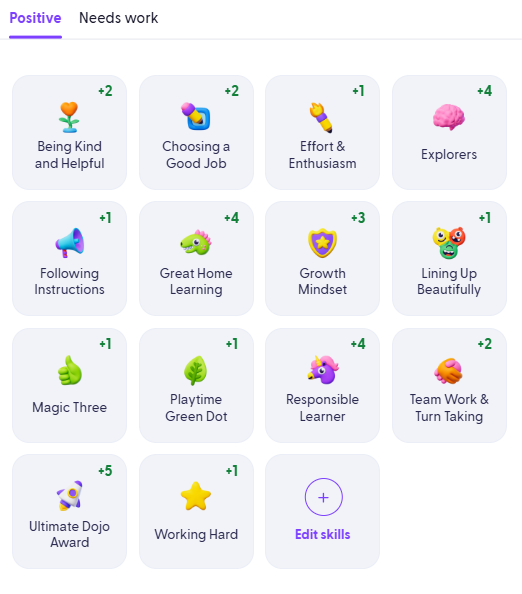 Positive Needs work
+2 +2 +1 +4
Being Kind
and Helpful
Choosing a
Good Job
Effort &
Enthusiasm
Explorers
+1 +4 +3 +1
Following
Instructions
Great Home
Learning
Growth
Mindset
Lining Up
Beautifully
+1 +1 +4 +2
Magic Three
Playtime
Green Dot
Responsible
Learner
Team Work &
Turn Taking
+5 +1
Ultimate Dojo
Award
Working Hard
Edit skills